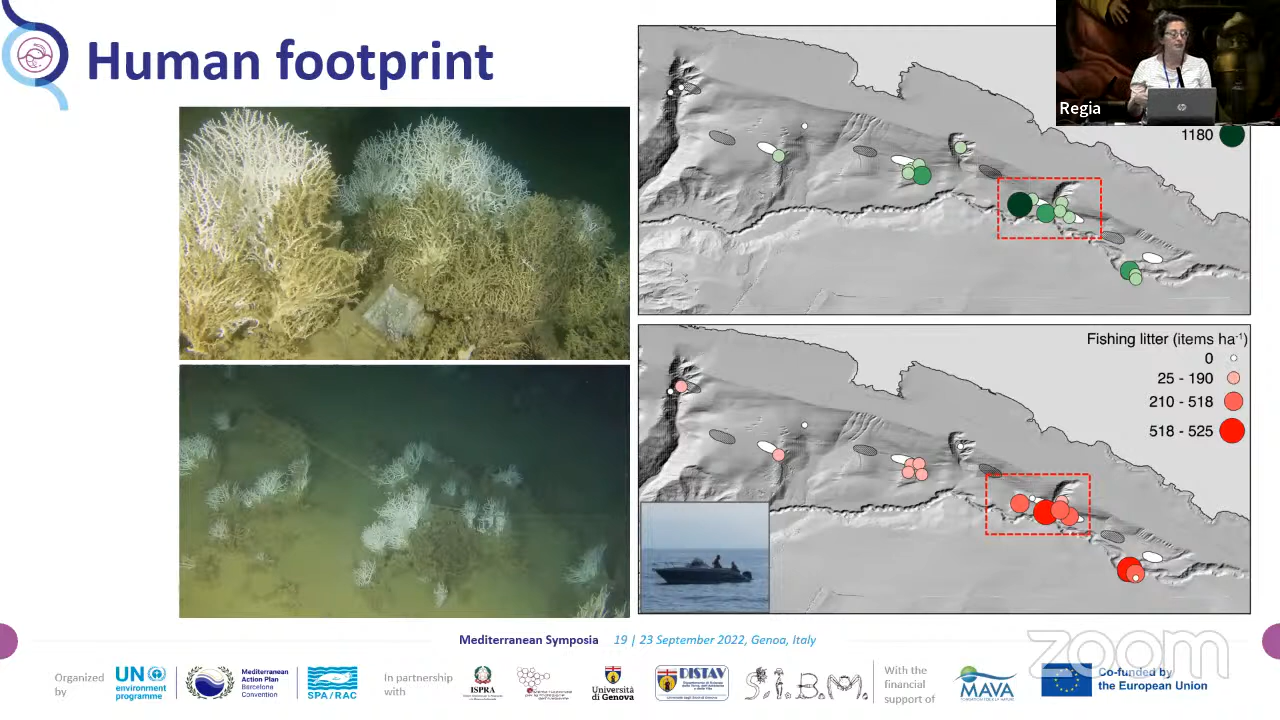 Human footprint
Regia
1180
Fishing litter (items ha⁻¹)
0
25 - 190
210 - 518
518 - 525
Mediterranean Symposia 19 | 23 September 2022, Genoa, Italy
zoom
Organized
by
UN
environment
programme
Mediterranean
Action Plan
Barcelona
Convention
SPA/RAC
In partnership
with
ISPRA
Università
di Genova
DISTAV
S.I.B.M.
With the
financial
support of
MAVA
Co-funded by
the European Union